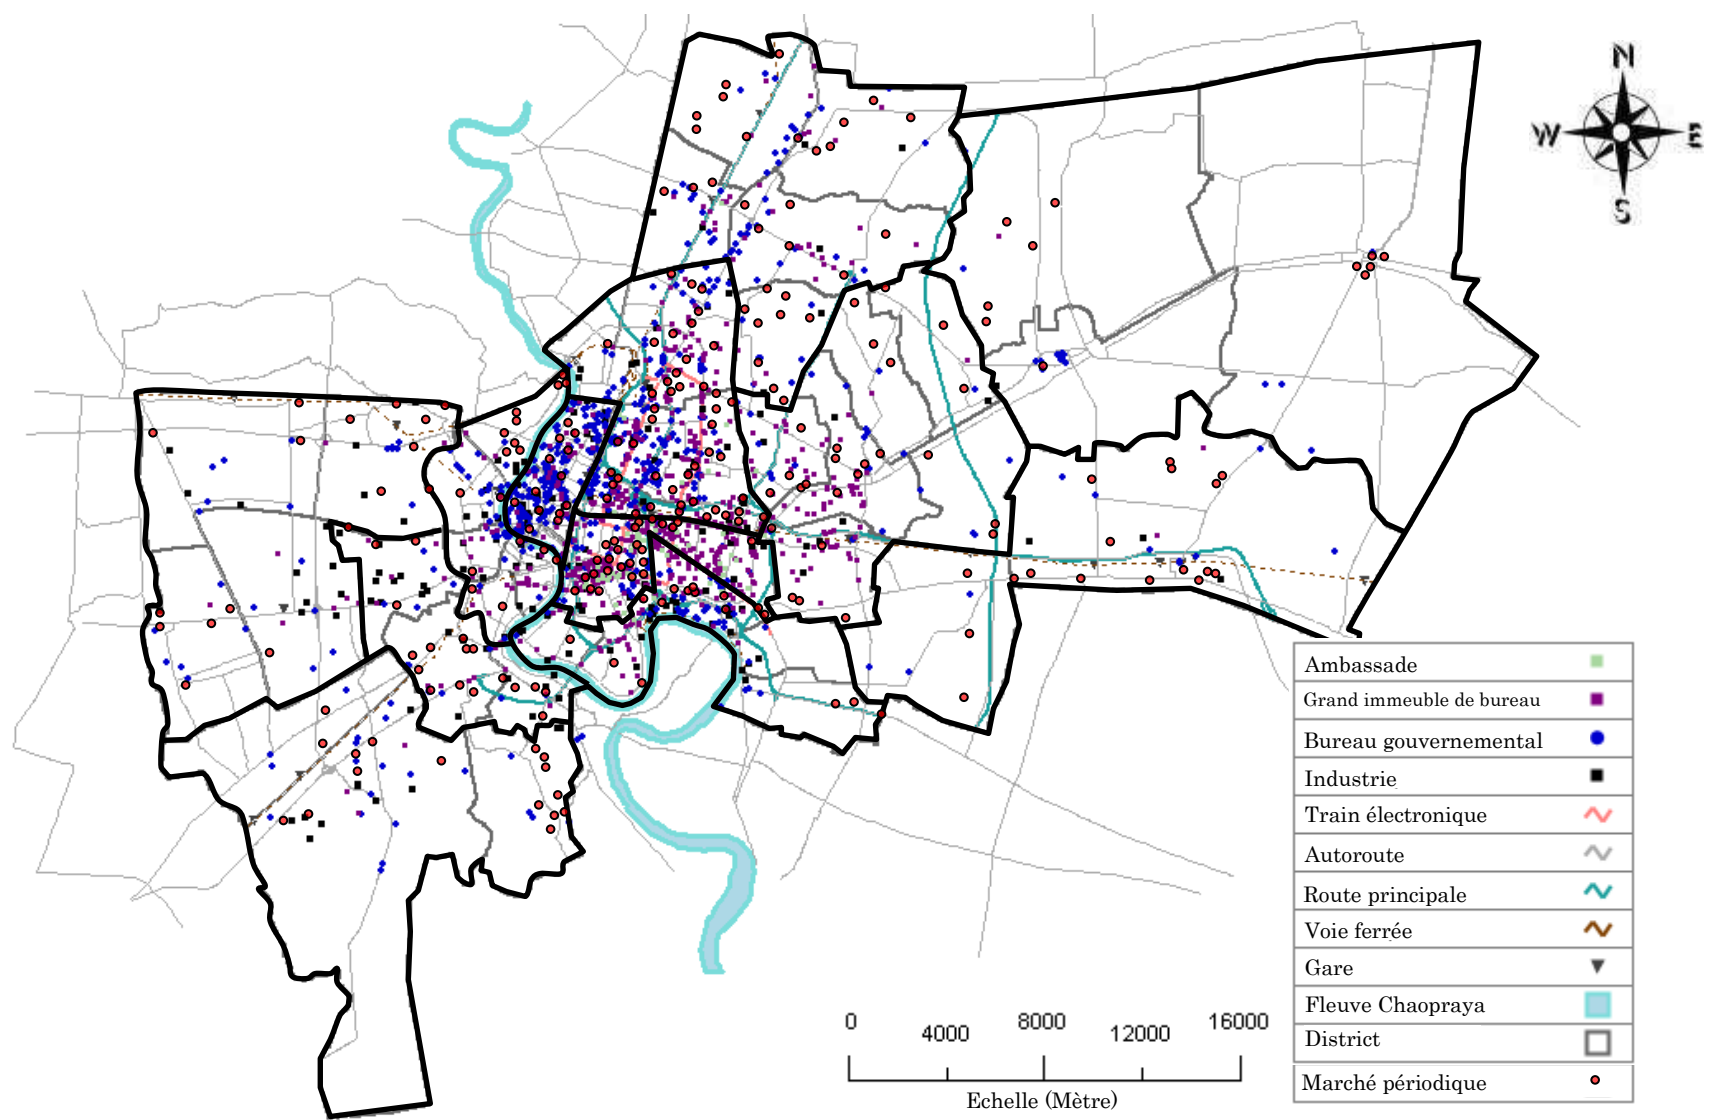 N
W E
S
Ambassade
Grand immeuble de bureau
Bureau gouvernemental
Industrie
Train électronique
Autoroute
Route principale
Voie ferrée
Gare
Fleuve Chaopraya
District
Marché périodique
0 4000 8000 12000 16000
Echelle (Mètre)